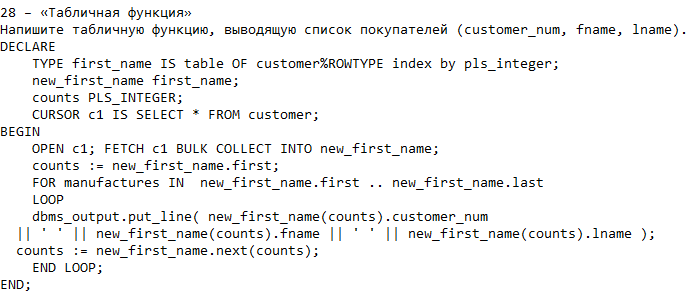 28 – «Табличная функция»
Напишите табличную функцию, выводящую список покупателей (customer_num, fname, lname).
DECLARE
    TYPE first_name IS table OF customer%ROWTYPE index by pls_integer;
    new_first_name first_name;
    counts PLS_INTEGER;
    CURSOR c1 IS SELECT * FROM customer;
BEGIN
    OPEN c1; FETCH c1 BULK COLLECT INTO new_first_name;
    counts := new_first_name.first;
    FOR manufactures IN  new_first_name.first .. new_first_name.last
    LOOP
    dbms_output.put_line( new_first_name(counts).customer_num
  || ' ' || new_first_name(counts).fname || ' ' || new_first_name(counts).lname );
  counts := new_first_name.next(counts);
    END LOOP;
END;